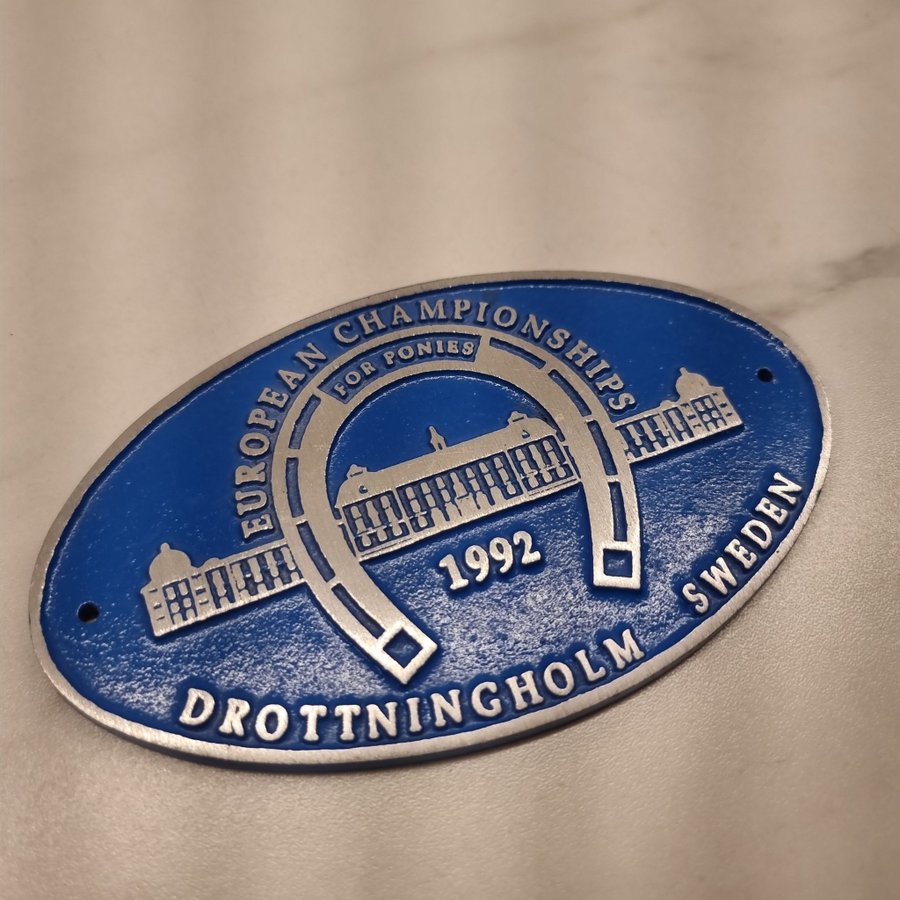 EUROPEAN CHAMPIONSHIPS
FOR PONIES
1992
DROTTNINGHOLM SWEDEN